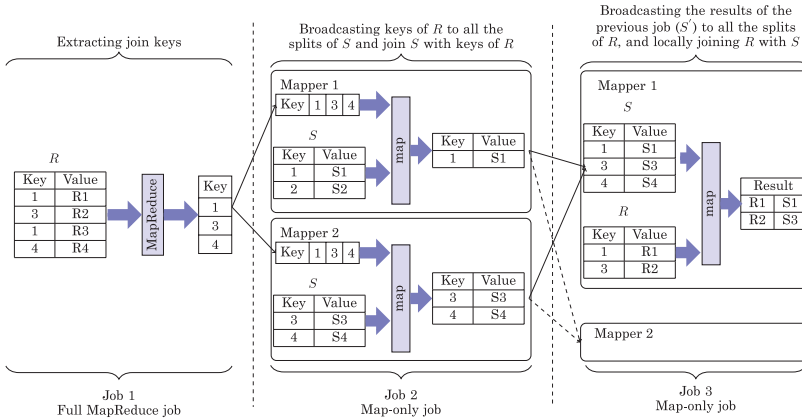 Extracting join keys
R
Key Value
1 R1
3 R2
1 R3
4 R4
MapReduce
Key
1
3
4
Job 1
Full MapReduce job
Broadcasting keys of R to all the
splits of S and join S with keys of R
Mapper 1
Key 1 3 4
S
Key Value
1 S1
2 S2
map
Key Value
1 S1
Mapper 2
Key 1 3 4
S
Key Value
3 S3
4 S4
map
Key Value
3 S3
4 S4
Job 2
Map-only job
Broadcasting the results of the
previous job (S′) to all the splits
of R, and locally joining R with S
Mapper 1
S
Key Value
1 S1
3 S3
4 S4
R
Key Value
1 R1
3 R2
map
Result
R1 S1
R2 S3
Mapper 2
Job 3
Map-only job